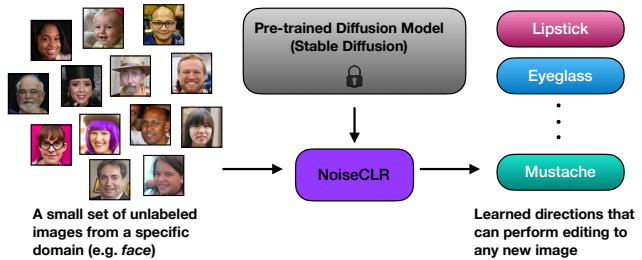 Pre-trained Diffusion Model
(Stable Diffusion)
Lipstick
Eyeglass
Mustache
NoiseCLR
A small set of unlabeled
images from a specific
domain (e.g. face)
Learned directions that
can perform editing to
any new image